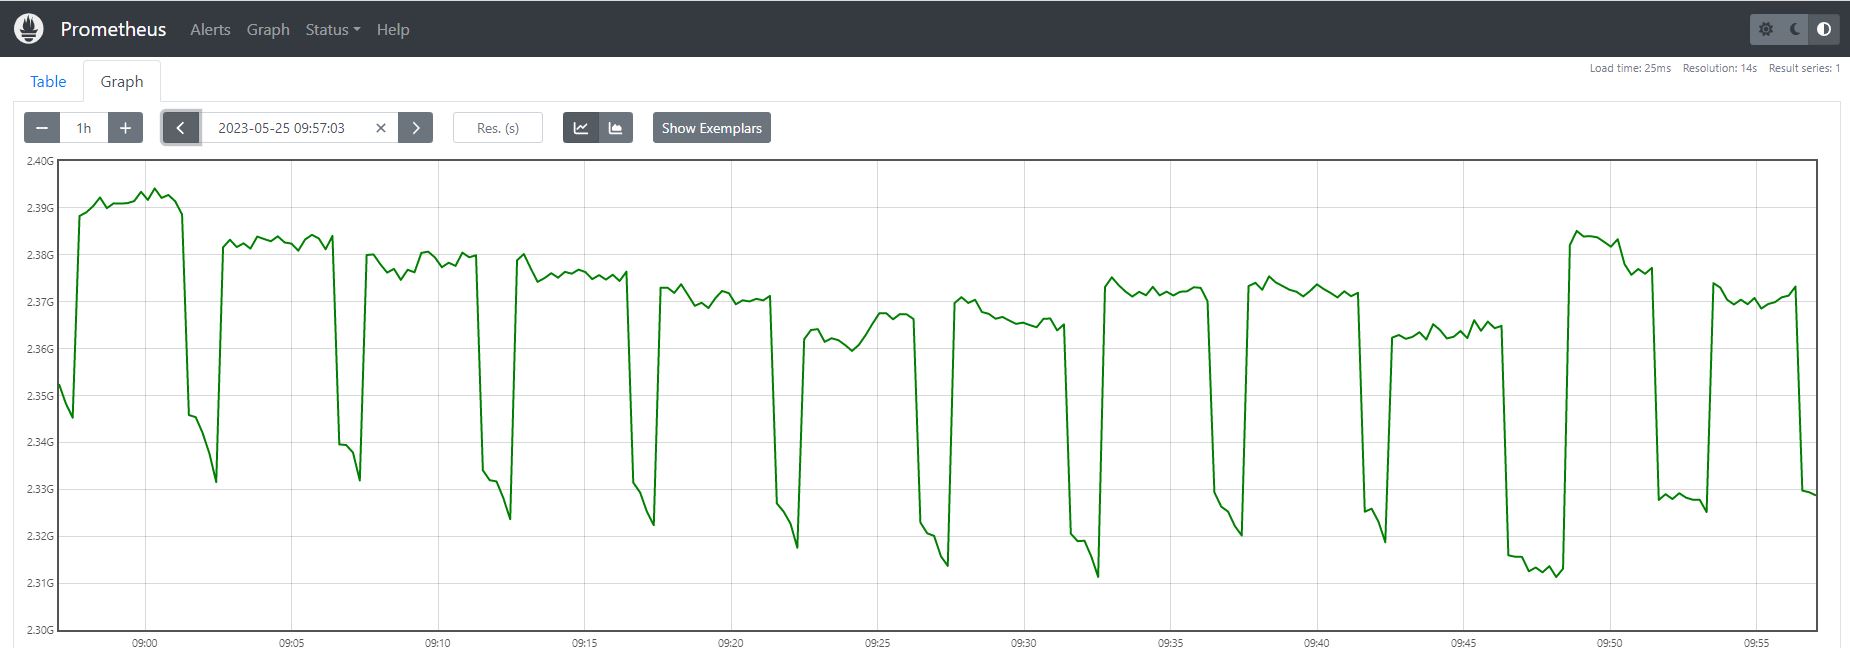 Prometheus Alerts Graph Status Help
Load time: 25ms Resolution: 14s Result series: 1
Table Graph
− 1h + 2023-05-25 09:57:03 × Res. (s) Show Exemplars
2.40G
2.39G
2.38G
2.37G
2.36G
2.35G
2.34G
2.33G
2.32G
2.31G
2.30G
09:00 09:05 09:10 09:15 09:20 09:25 09:30 09:35 09:40 09:45 09:50 09:55